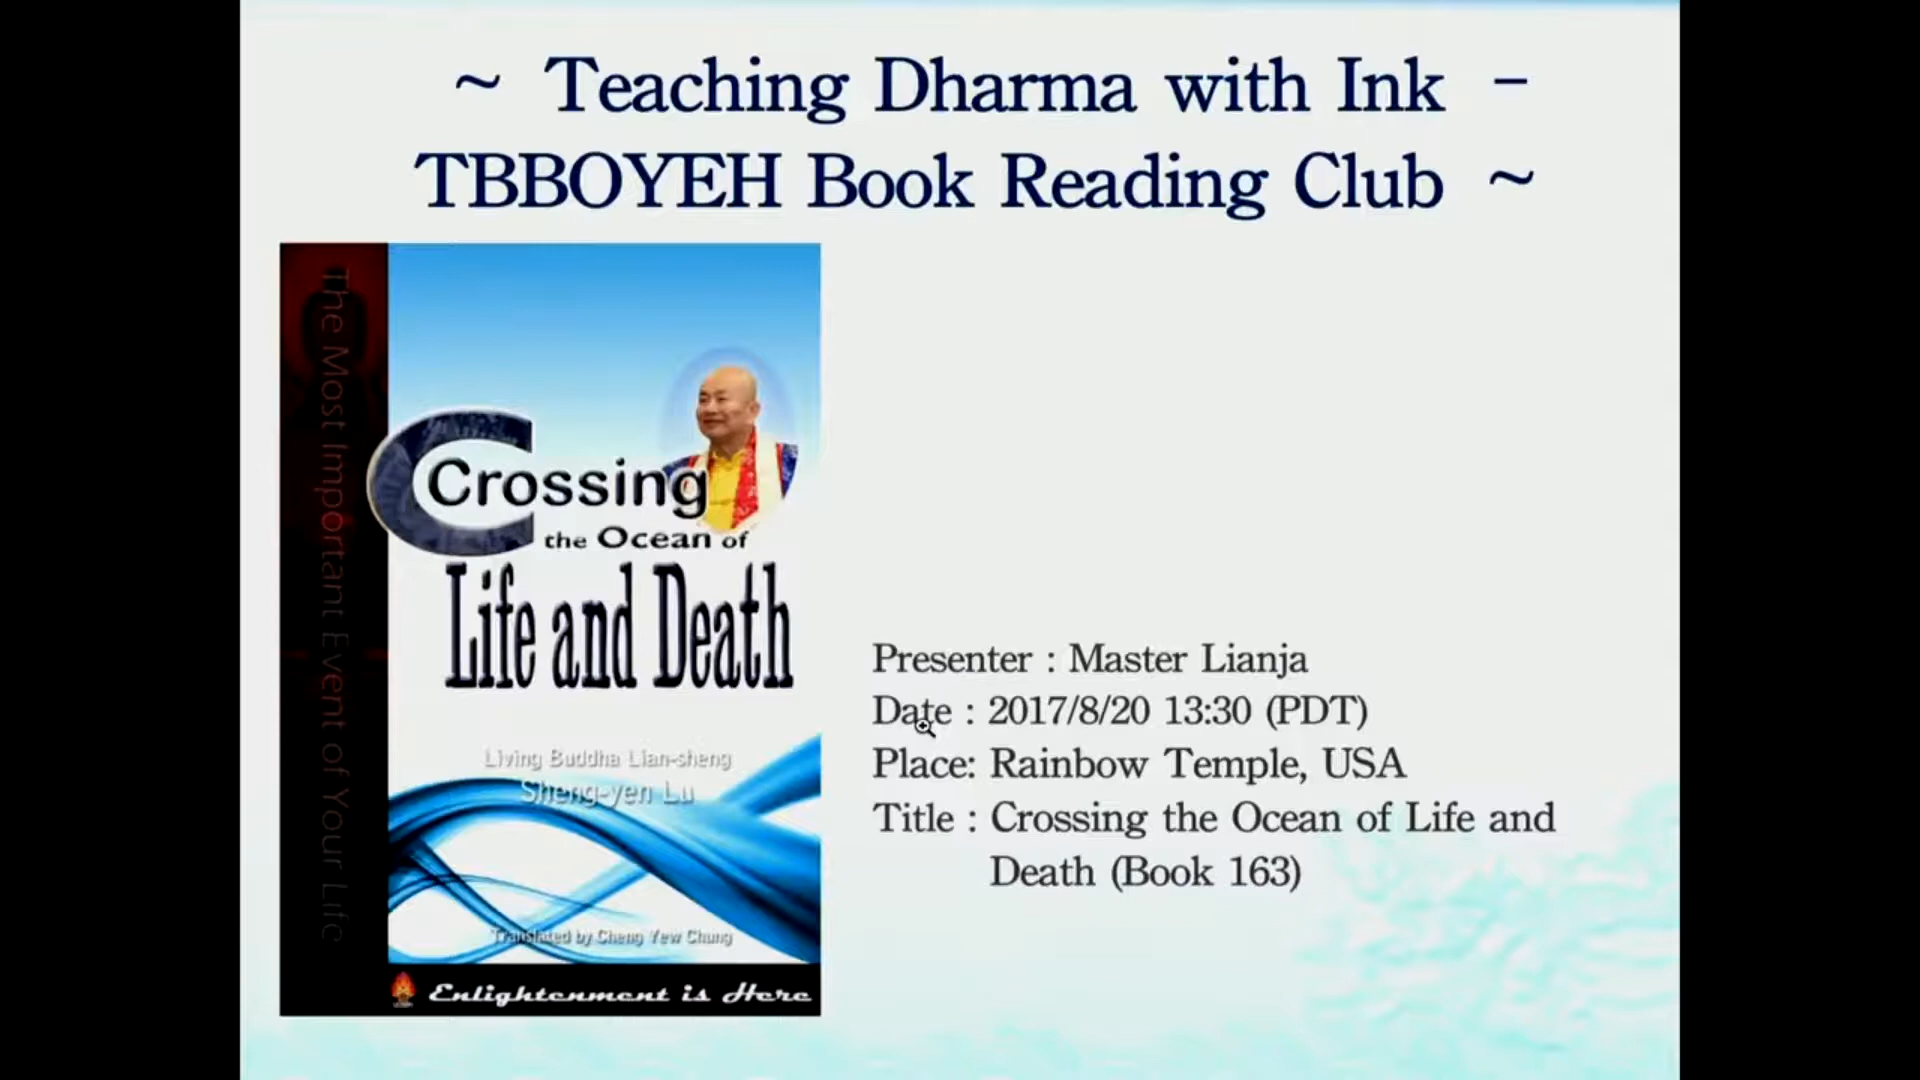 ~ Teaching Dharma with Ink -
TBBOYEH Book Reading Club ~
The Most Important Event of Your Life
Crossing
the Ocean of
Life and Death
Living Buddha Lian-sheng
Sheng-yen Lu
Translated by Cheng Yew Chung
Enlightenment is Here
Presenter : Master Lianja
Date : 2017/8/20 13:30 (PDT)
Place: Rainbow Temple, USA
Title : Crossing the Ocean of Life and
Death (Book 163)